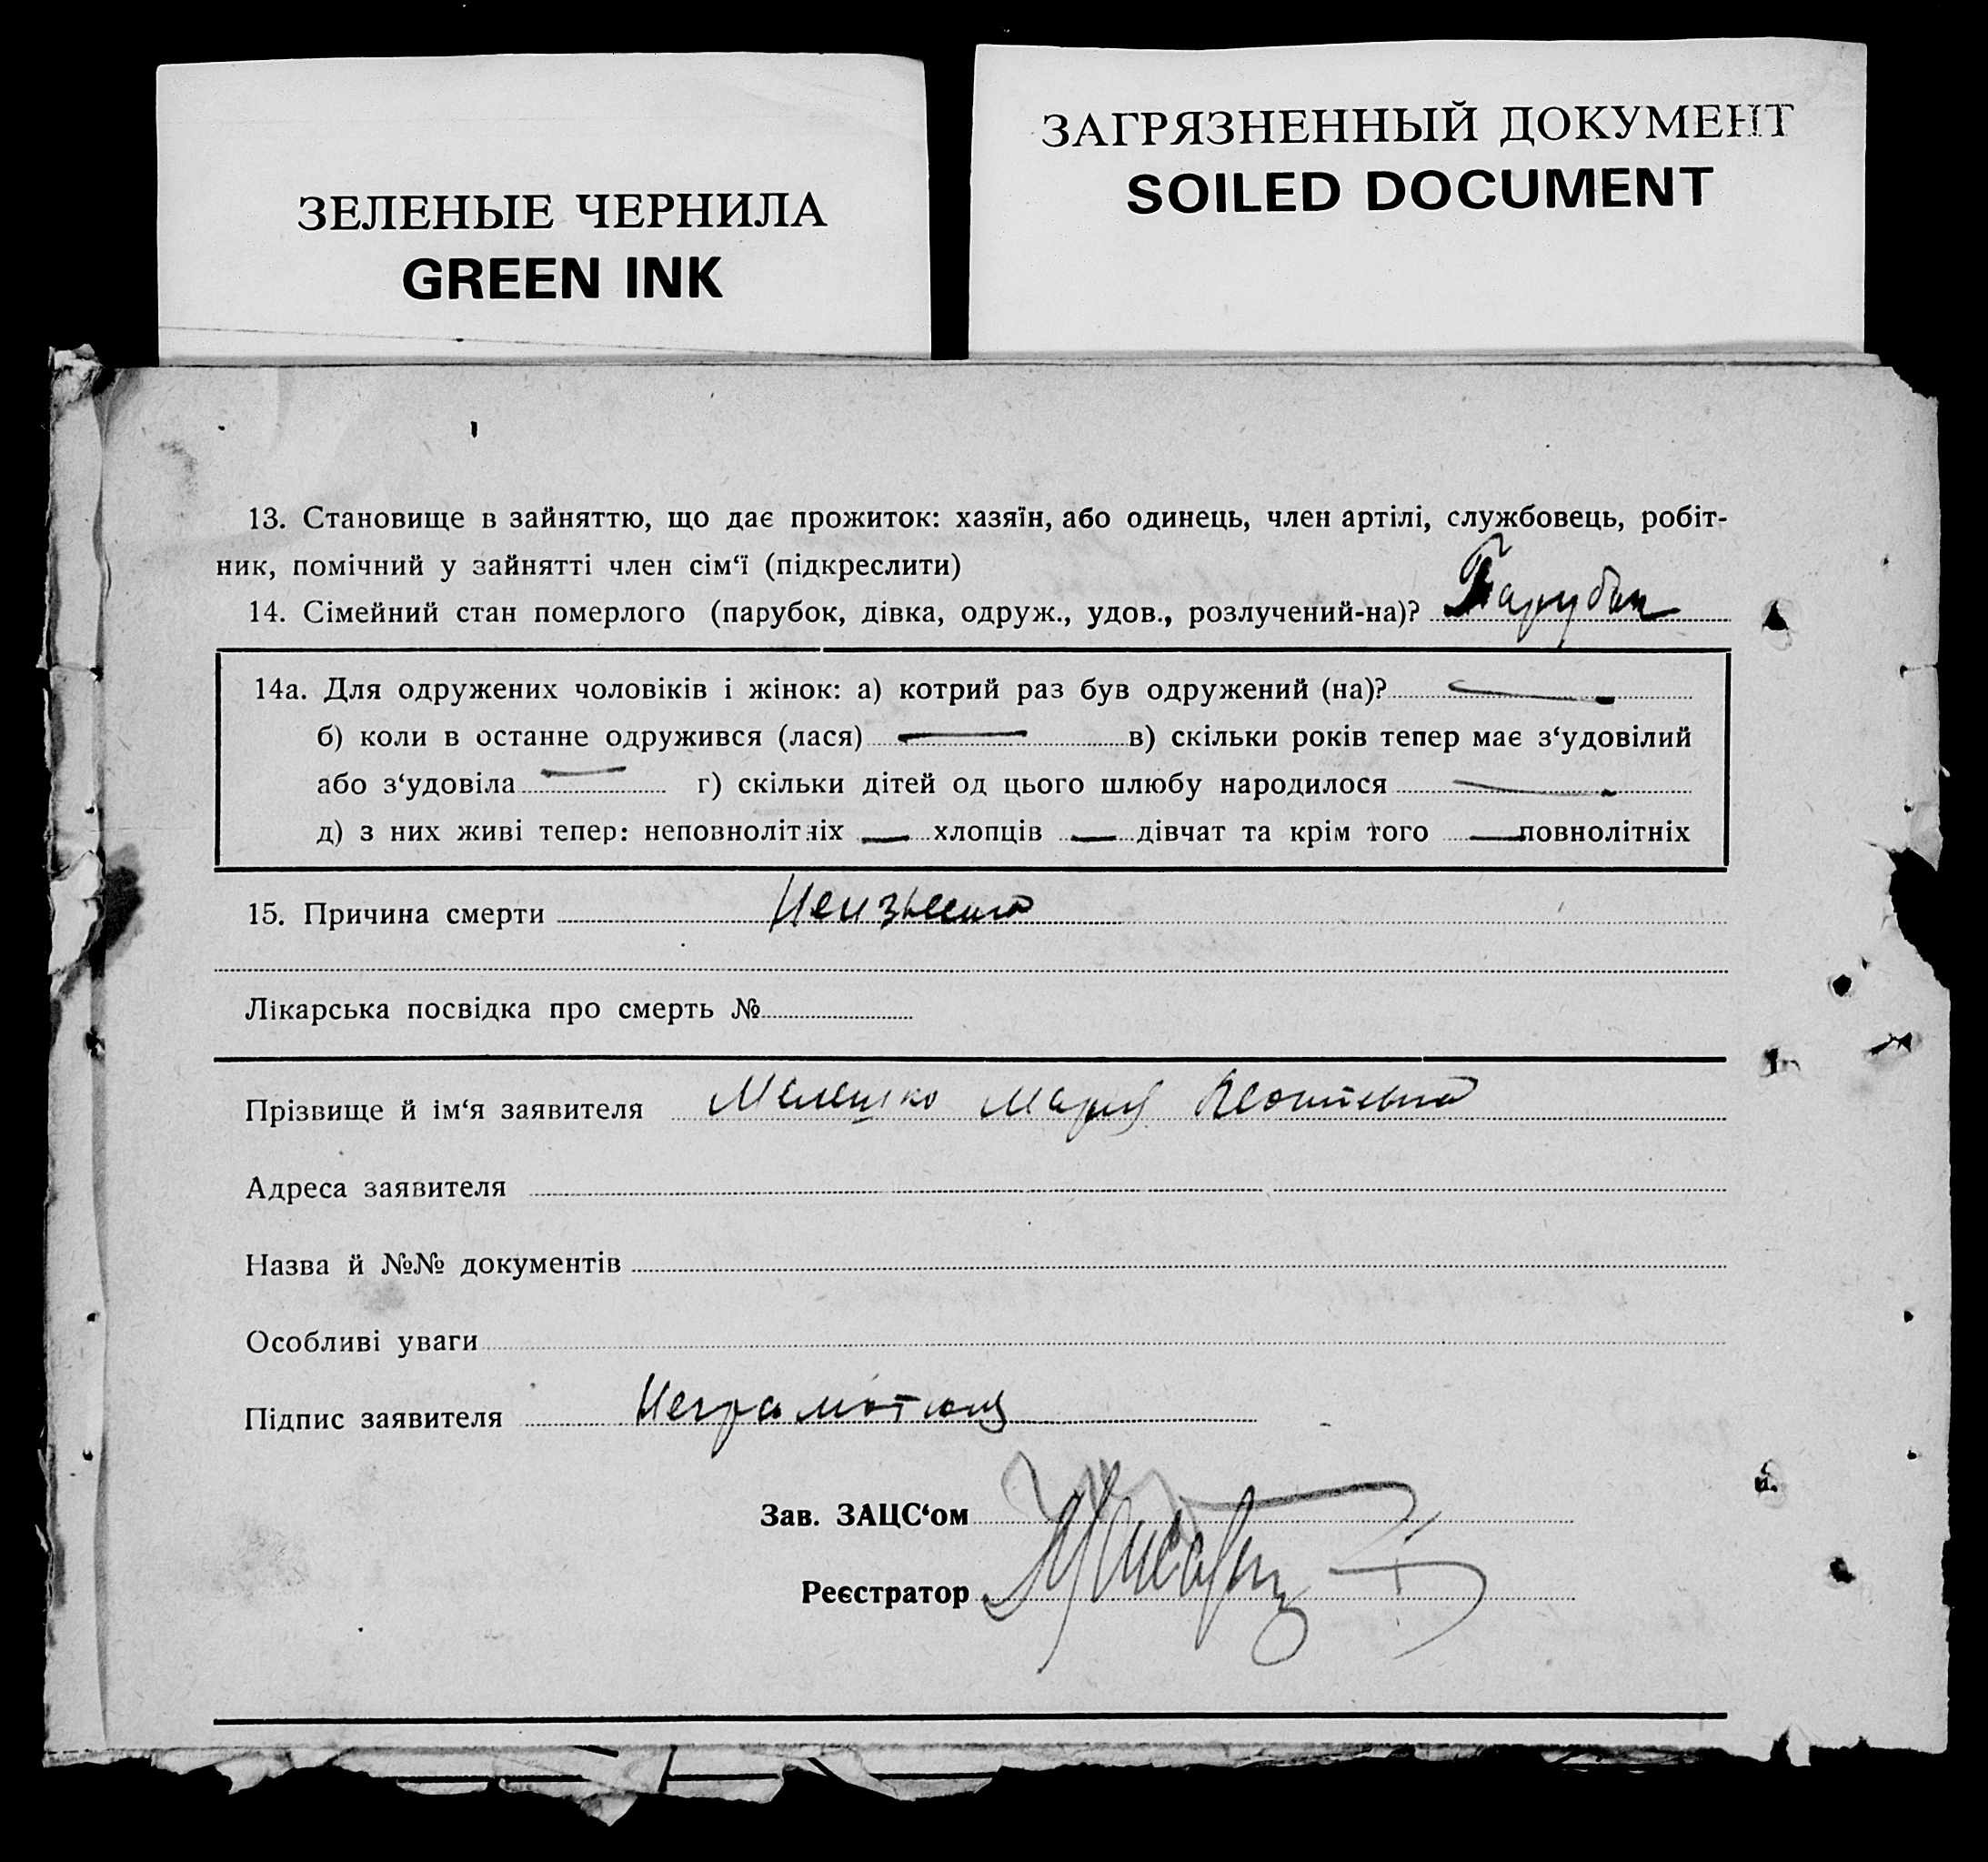 ЗЕЛЕНЫЕ ЧЕРНИЛА
GREEN INK
ЗАГРЯЗНЕННЫЙ ДОКУМЕНТ
SOILED DOCUMENT
13. Становище в зайняттю, що дає прожиток: хазяїн, або одинець, член артілі, службовець, робіт-
ник, помічний у зайнятті член сім‘ї (підкреслити)
14. Сімейний стан померлого (парубок, дівка, одруж., удов., розлучений-на)? Парубок
14а. Для одружених чоловіків і жінок: а) котрий раз був одружений (на)? —
б) коли в останне одружився (лася) — в) скільки років тепер має з‘удовілий
або з‘удовіла — г) скільки дітей од цього шлюбу народилося —
д) з них живі тепер: неповнолітніх — хлопців — дівчат та крім того — повнолітніх
15. Причина смерти
Лікарська посвідка про смерть №
Прізвище й ім‘я заявителя Мелешко Мария
Адреса заявителя
Назва й №№ документів
Особливі уваги
Підпис заявителя Неграмотная
Зав. ЗАЦС‘ом
Реєстратор